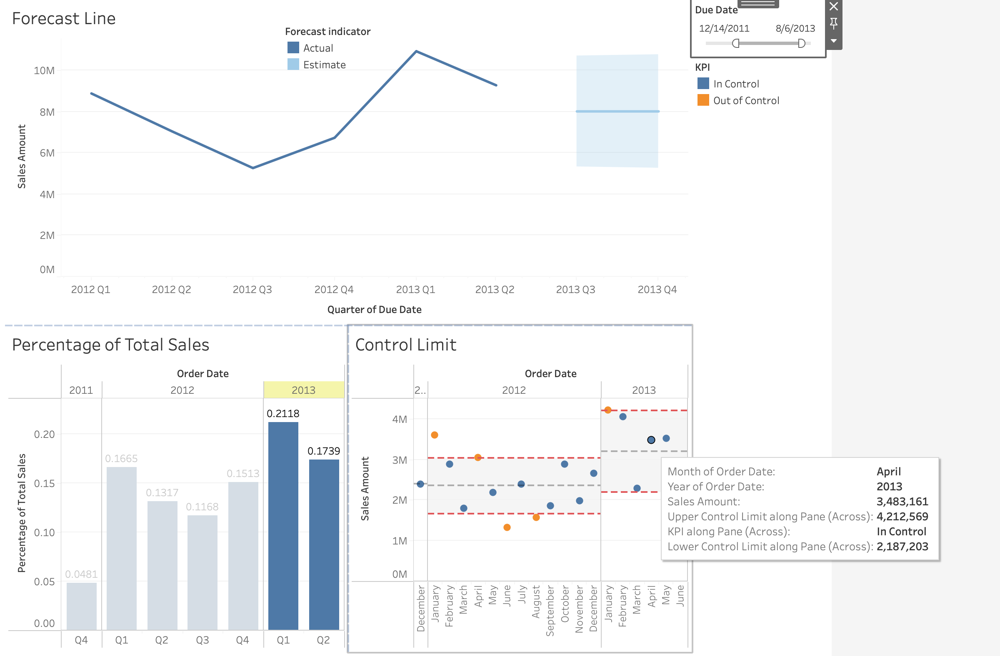 Forecast Line
Forecast indicator
Actual
Estimate
10M
8M
6M
4M
2M
0M
Sales Amount
2012 Q1 2012 Q2 2012 Q3 2012 Q4 2013 Q1 2013 Q2 2013 Q3 2013 Q4
Quarter of Due Date
Due Date
12/14/2011 8/6/2013
KPI
In Control
Out of Control
Percentage of Total Sales
Order Date
2011 2012 2013
0.2118
0.1739
0.1665
0.1513
0.1317
0.1168
0.0481
0.20
0.15
0.10
0.05
0.00
Percentage of Total Sales
Q4 Q1 Q2 Q3 Q4 Q1 Q2
Control Limit
Order Date
2.. 2012 2013
4M
3M
2M
1M
0M
Sales Amount
December January February March April May June July August September October November December January February March April May June
Month of Order Date: April
Year of Order Date: 2013
Sales Amount: 3,483,161
Upper Control Limit along Pane (Across): 4,212,569
KPI along Pane (Across): In Control
Lower Control Limit along Pane (Across): 2,187,203